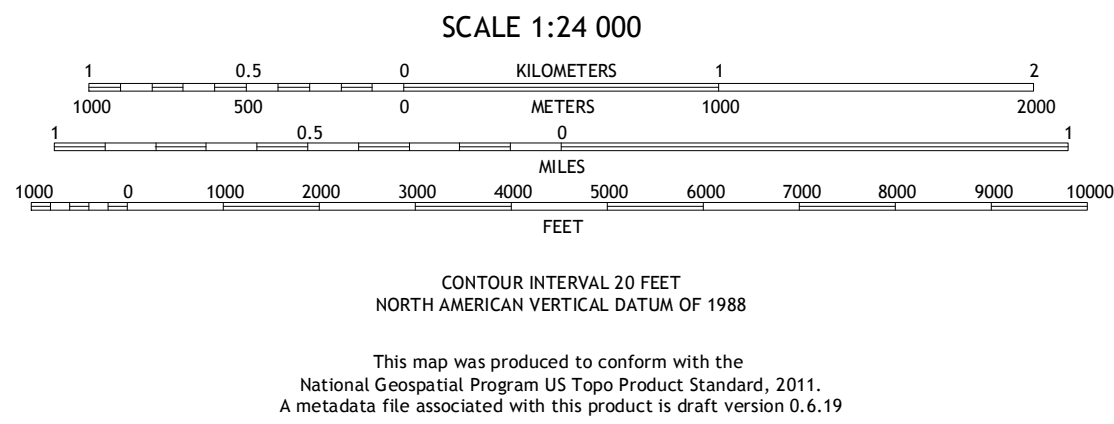 SCALE 1:24 000
1 0.5 0 KILOMETERS 1 2
1000 500 0 METERS 1000 2000
1 0.5 0 1
MILES
1000 0 1000 2000 3000 4000 5000 6000 7000 8000 9000 10000
FEET
CONTOUR INTERVAL 20 FEET
NORTH AMERICAN VERTICAL DATUM OF 1988
This map was produced to conform with the
National Geospatial Program US Topo Product Standard, 2011.
A metadata file associated with this product is draft version 0.6.19